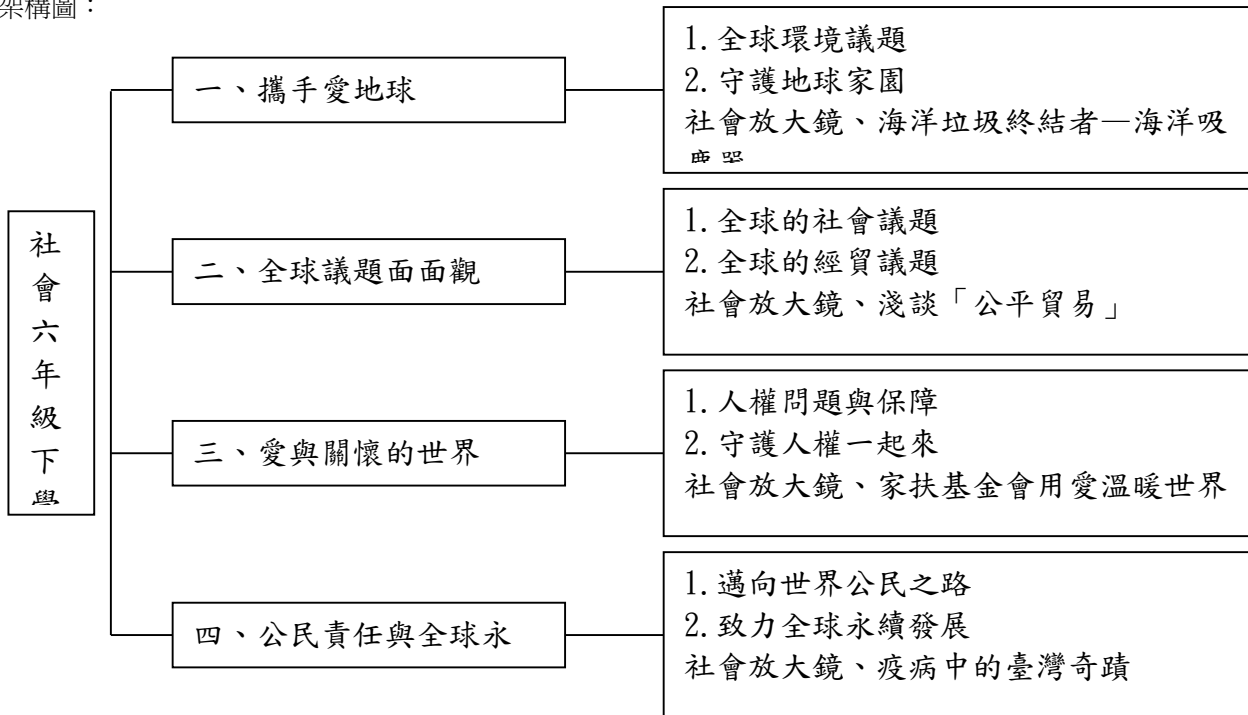 架構圖：
社會六年級下學
一、攜手愛地球
1.全球環境議題
2.守護地球家園
社會放大鏡、海洋垃圾終結者—海洋吸
塵器
二、全球議題面面觀
1.全球的社會議題
2.全球的經貿議題
社會放大鏡、淺談「公平貿易」
三、愛與關懷的世界
1.人權問題與保障
2.守護人權一起來
社會放大鏡、家扶基金會用愛溫暖世界
四、公民責任與全球永
1.邁向世界公民之路
2.致力全球永續發展
社會放大鏡、疫病中的臺灣奇蹟